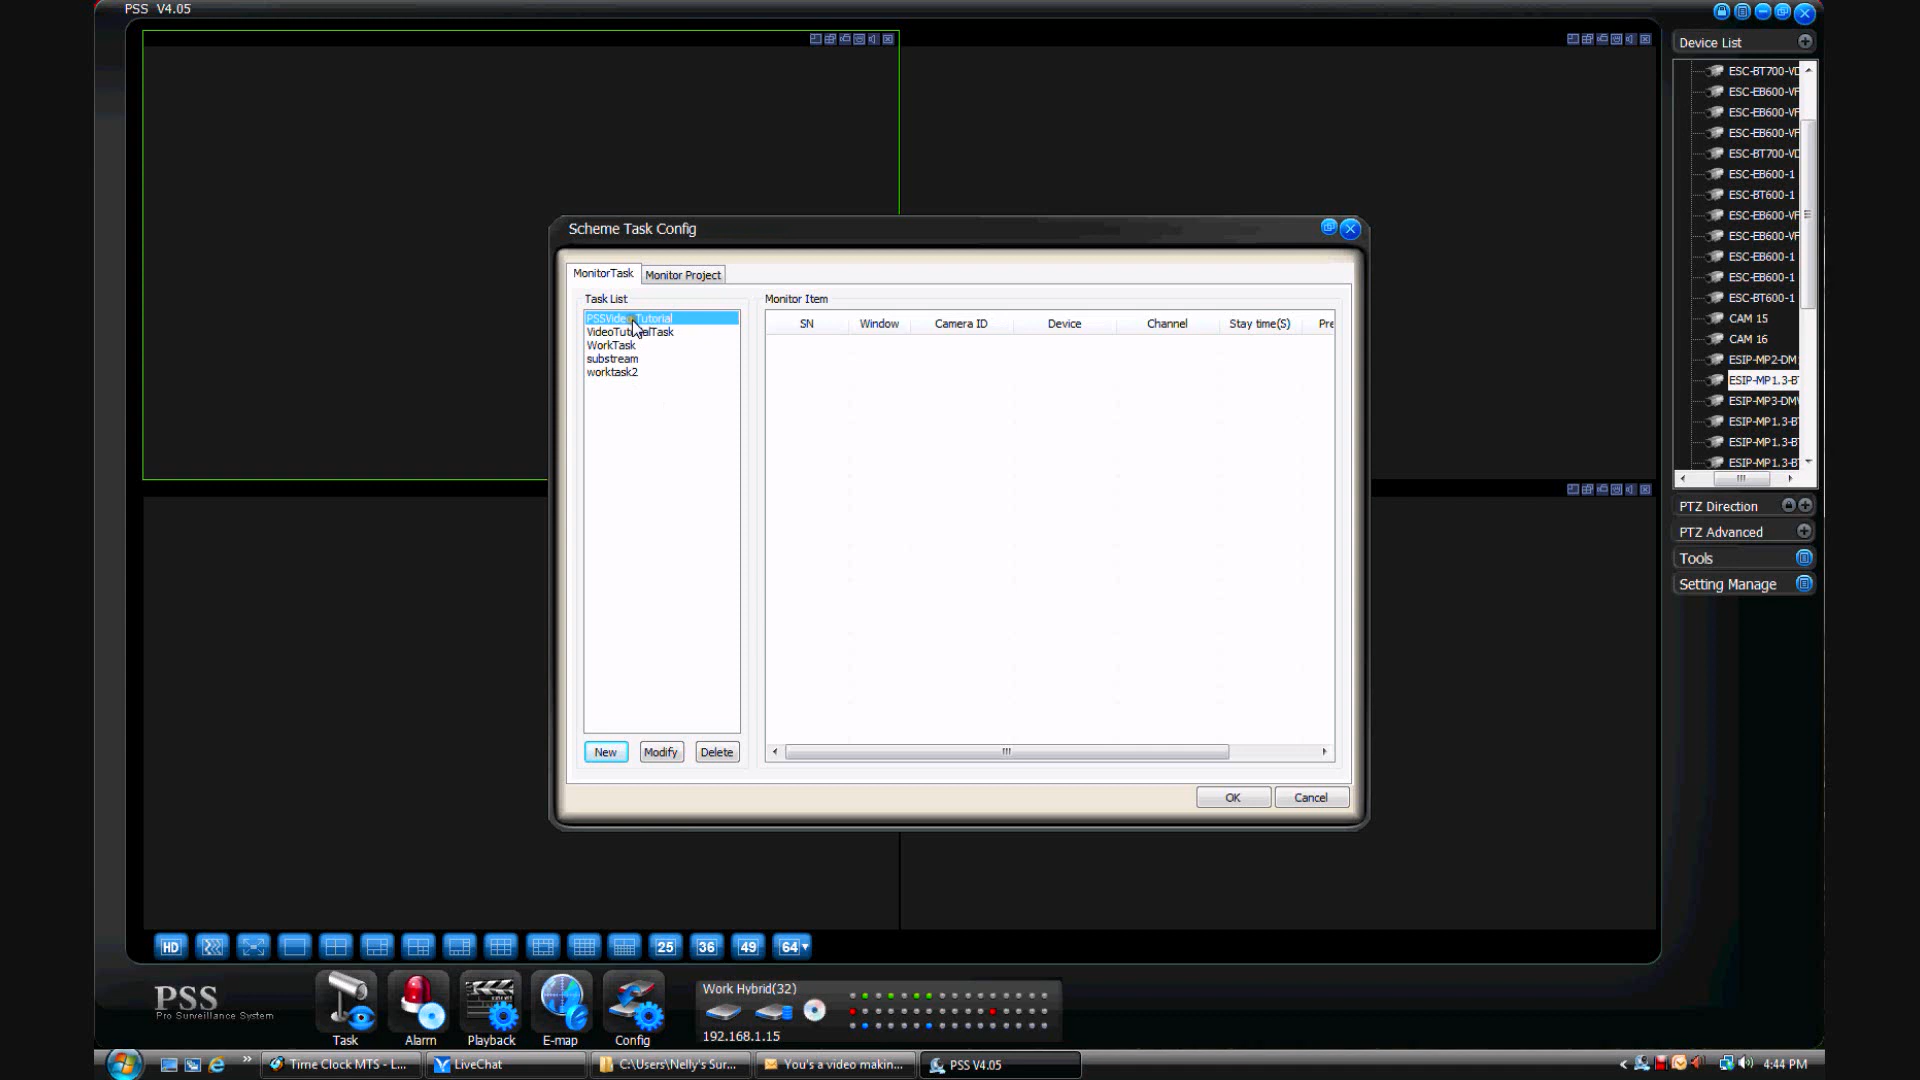 PSS V4.05
Device List
ESC-BT700-VD
ESC-EB600-VF
ESC-EB600-VF
ESC-EB600-VF
ESC-BT700-VD
ESC-EB600-1
ESC-BT600-1
ESC-EB600-VF
ESC-EB600-VF
ESC-EB600-1
ESC-EB600-1
ESC-BT600-1
CAM 15
CAM 16
ESIP-MP2-DM
ESIP-MP1.3-B
ESIP-MP3-DM
ESIP-MP1.3-B
ESIP-MP1.3-B
ESIP-MP1.3-B
PTZ Direction
PTZ Advanced
Tools
Setting Manage
Scheme Task Config
MonitorTask Monitor Project
Task List Monitor Item
PSSVideoTutorial
VideoTutorialTask
WorkTask
substream
worktask2
SN Window Camera ID Device Channel Stay time(S) Pre
New Modify Delete
OK Cancel
HD 25 36 49 64
PSS
Pro Surveillance System
Task Alarm Playback E-map Config
Work Hybrid(32)
192.168.1.15
Time Clock MTS - L... LiveChat C:\Users\Nelly's Sur... You's a video makin... PSS V4.05 4:44 PM